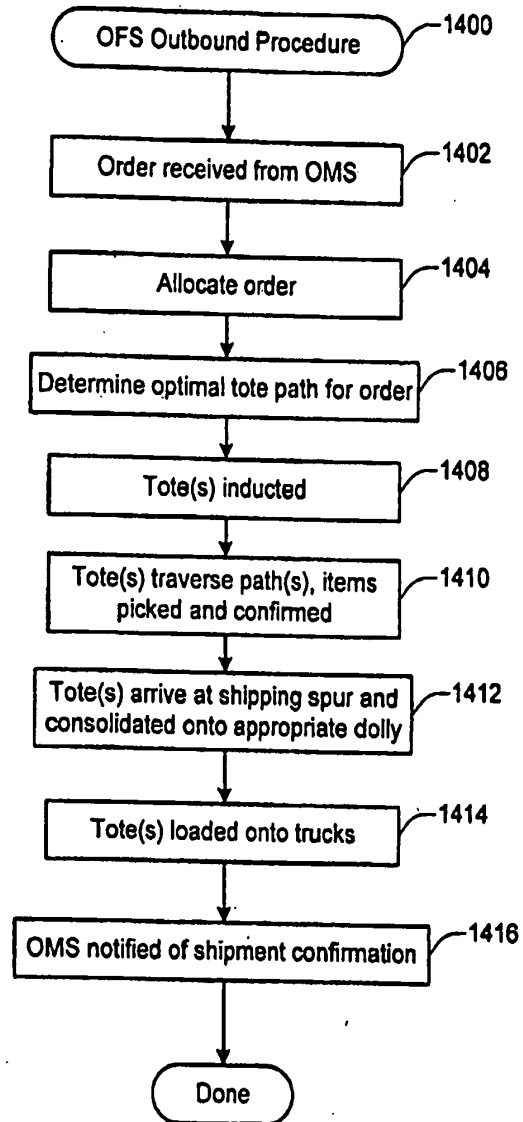 OFS Outbound Procedure
1400
Order received from OMS
1402
Allocate order
1404
Determine optimal tote path for order
1406
Tote(s) inducted
1408
Tote(s) traverse path(s), items
picked and confirmed
1410
Tote(s) arrive at shipping spur and
consolidated onto appropriate dolly
1412
Tote(s) loaded onto trucks
1414
OMS notified of shipment confirmation
1416
Done